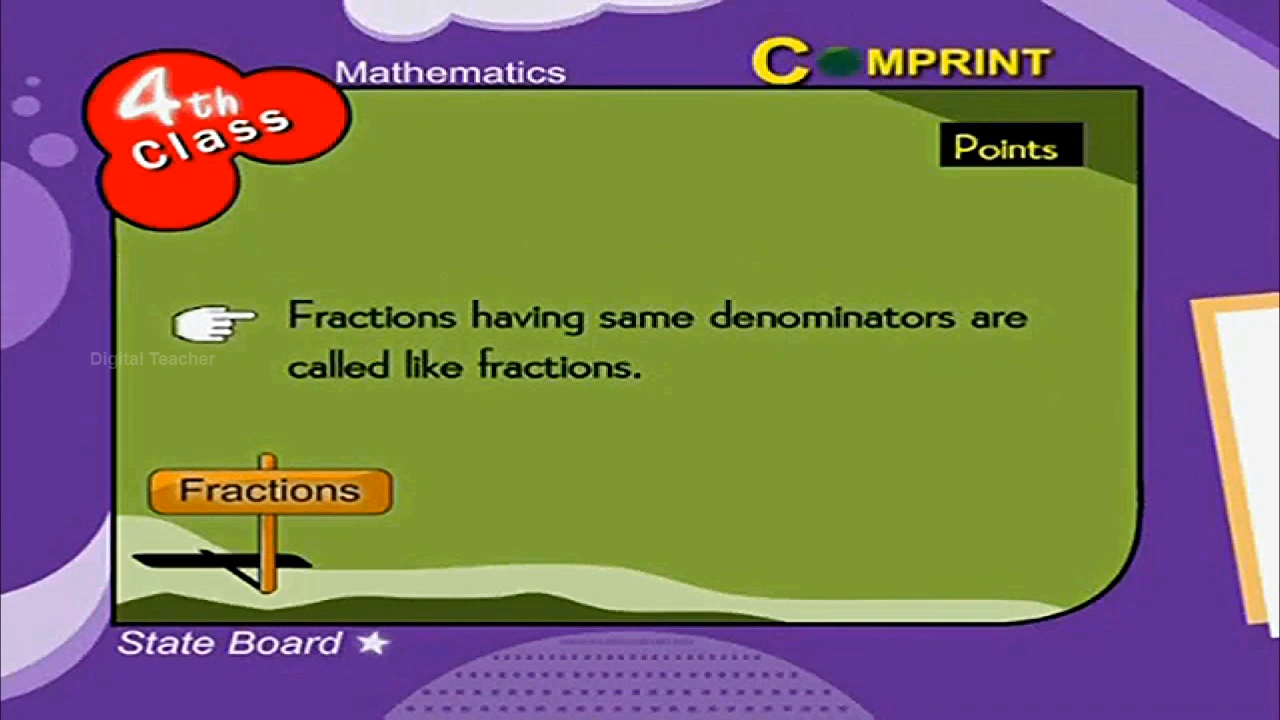 Mathematics
COMPRINT
4th
Class
Points
Fractions having same denominators are
called like fractions.
Digital Teacher
Fractions
State Board